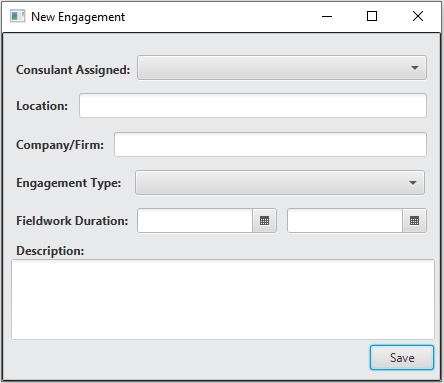 New Engagement
Consulant Assigned:
Location:
Company/Firm:
Engagement Type:
Fieldwork Duration:
Description:
Save